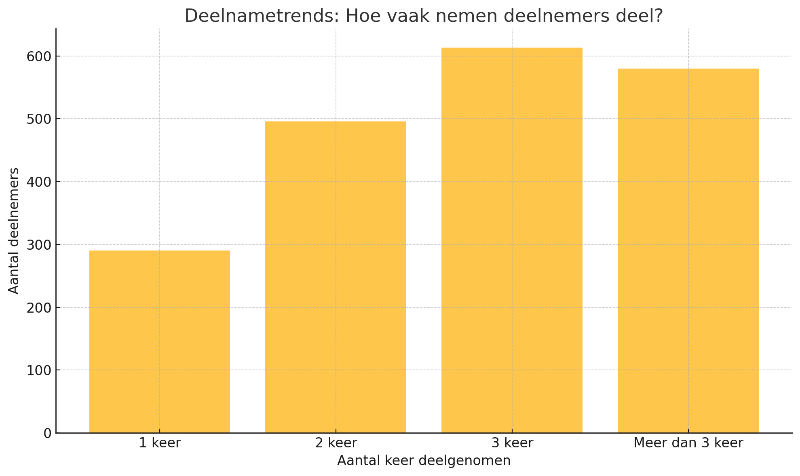 Deelnametrends: Hoe vaak nemen deelnemers deel?
Aantal deelnemers
600
500
400
300
200
100
0
1 keer
2 keer
3 keer
Meer dan 3 keer
Aantal keer deelgenomen